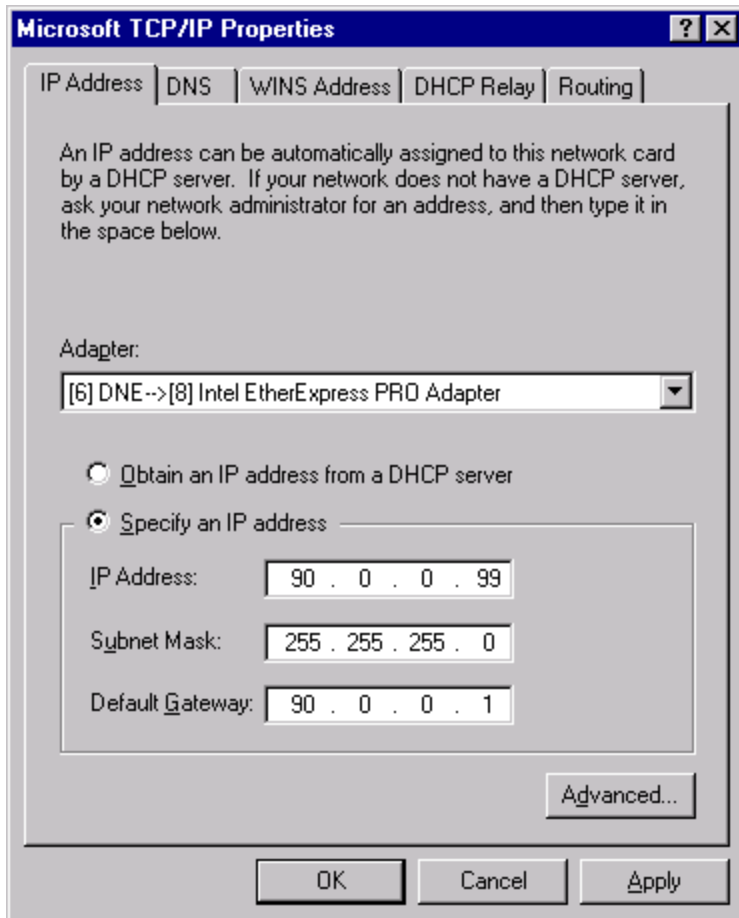 Microsoft TCP/IP Properties
IP Address DNS WINS Address DHCP Relay Routing
An IP address can be automatically assigned to this network card
by a DHCP server. If your network does not have a DHCP server,
ask your network administrator for an address, and then type it in
the space below.
Adapter:
[6] DNE-->[8] Intel EtherExpress PRO Adapter
Obtain an IP address from a DHCP server
Specify an IP address
IP Address: 90 . 0 . 0 . 99
Subnet Mask: 255 . 255 . 255 . 0
Default Gateway: 90 . 0 . 0 . 1
Advanced...
OK Cancel Apply